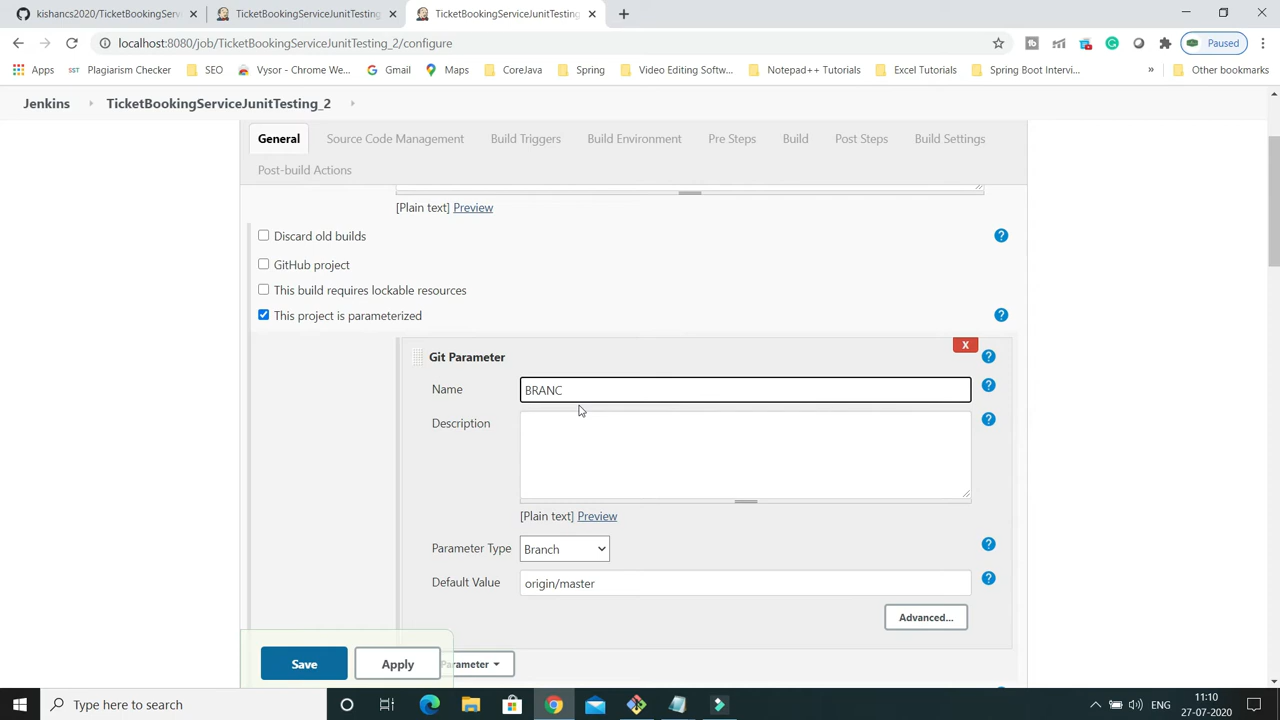 kishancs2020/TicketBookingServic
TicketBookingServiceJunitTesting.
TicketBookingServiceJunitTesting_2
localhost:8080/job/TicketBookingServiceJunitTesting_2/configure
Paused
Apps
SST
Plagiarism Checker
SEO
Vysor - Chrome We...
Gmail
Maps
CoreJava
Spring
Video Editing Softw...
Notepad++ Tutorials
Excel Tutorials
Spring Boot Intervi...
»
Other bookmarks
Jenkins
TicketBookingServiceJunitTesting_2
General
Source Code Management
Build Triggers
Build Environment
Pre Steps
Build
Post Steps
Build Settings
Post-build Actions
[Plain text] Preview
Discard old builds
GitHub project
This build requires lockable resources
This project is parameterized
X
Git Parameter
Name
BRANC
Description
[Plain text] Preview
Parameter Type
Branch
Default Value
origin/master
Advanced...
Save
Apply
Parameter
Type here to search
ENG
11:10
27-07-2020